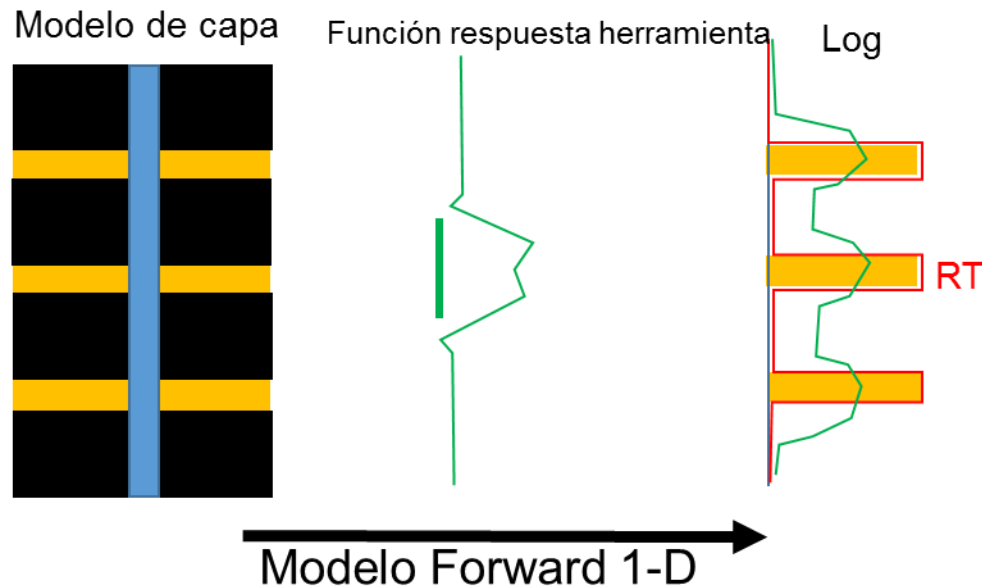 Modelo de capa
Función respuesta herramienta
Log
RT
Modelo Forward 1-D